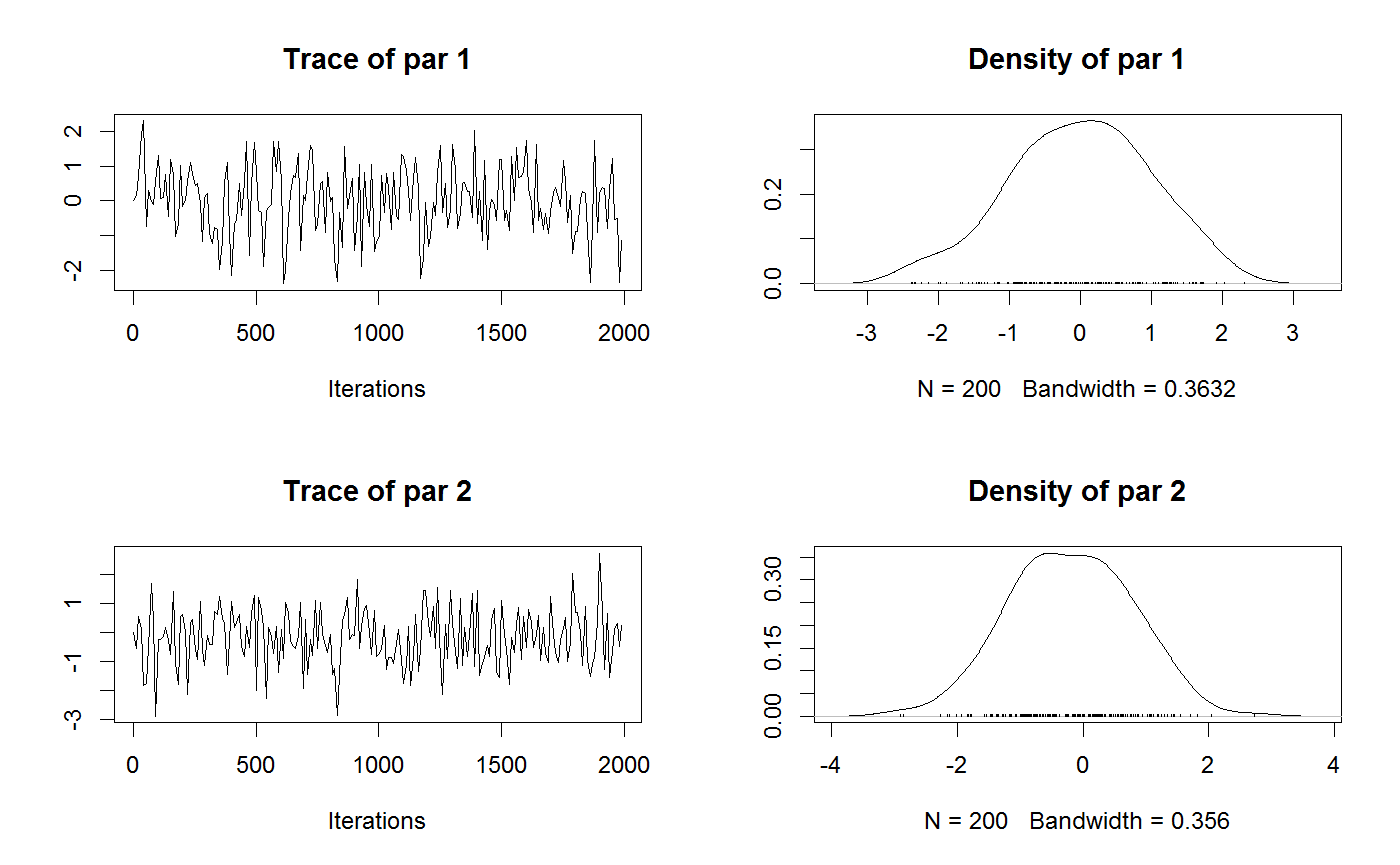 Trace of par 1
2
1
0
-2
0 500 1000 1500 2000
Iterations
Density of par 1
0.2
0.0
-3 -2 -1 0 1 2 3
N = 200 Bandwidth = 0.3632
Trace of par 2
1
-1
-3
0 500 1000 1500 2000
Iterations
Density of par 2
0.30
0.15
0.00
-4 -2 0 2 4
N = 200 Bandwidth = 0.356